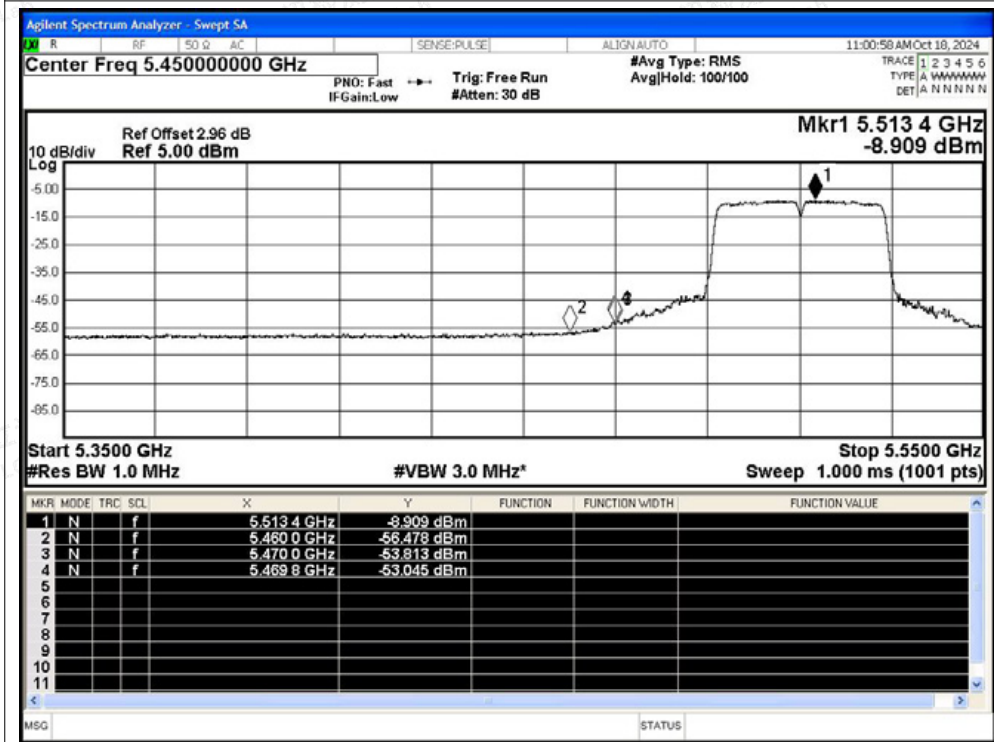 Agilent Spectrum Analyzer - Swept SA
R RF 50 Ω AC SENSE:PULSE ALIGN AUTO 11:00:58 AM Oct 18, 2024
Center Freq 5.450000000 GHz #Avg Type: RMS TRACE 1 2 3 4 5 6
PNO: Fast Trig: Free Run Avg|Hold: 100/100 TYPE A WWWWW
IFGain:Low #Atten: 30 dB DET A N N N N N
Ref Offset 2.96 dB Mkr1 5.513 4 GHz
10 dB/div Ref 5.00 dBm -8.909 dBm
Log
1
-5.00
-15.0
-25.0
-35.0
-45.0
2
-55.0
-65.0
-75.0
-85.0
Start 5.3500 GHz Stop 5.5500 GHz
#Res BW 1.0 MHz #VBW 3.0 MHz* Sweep 1.000 ms (1001 pts)
MKR MODE TRC SCL X Y FUNCTION FUNCTION WIDTH FUNCTION VALUE
1 N f 5.513 4 GHz -8.909 dBm
2 N f 5.460 0 GHz -56.478 dBm
3 N f 5.470 0 GHz -53.813 dBm
4 N f 5.469 8 GHz -53.045 dBm
5
6
7
8
9
10
11
MSG STATUS